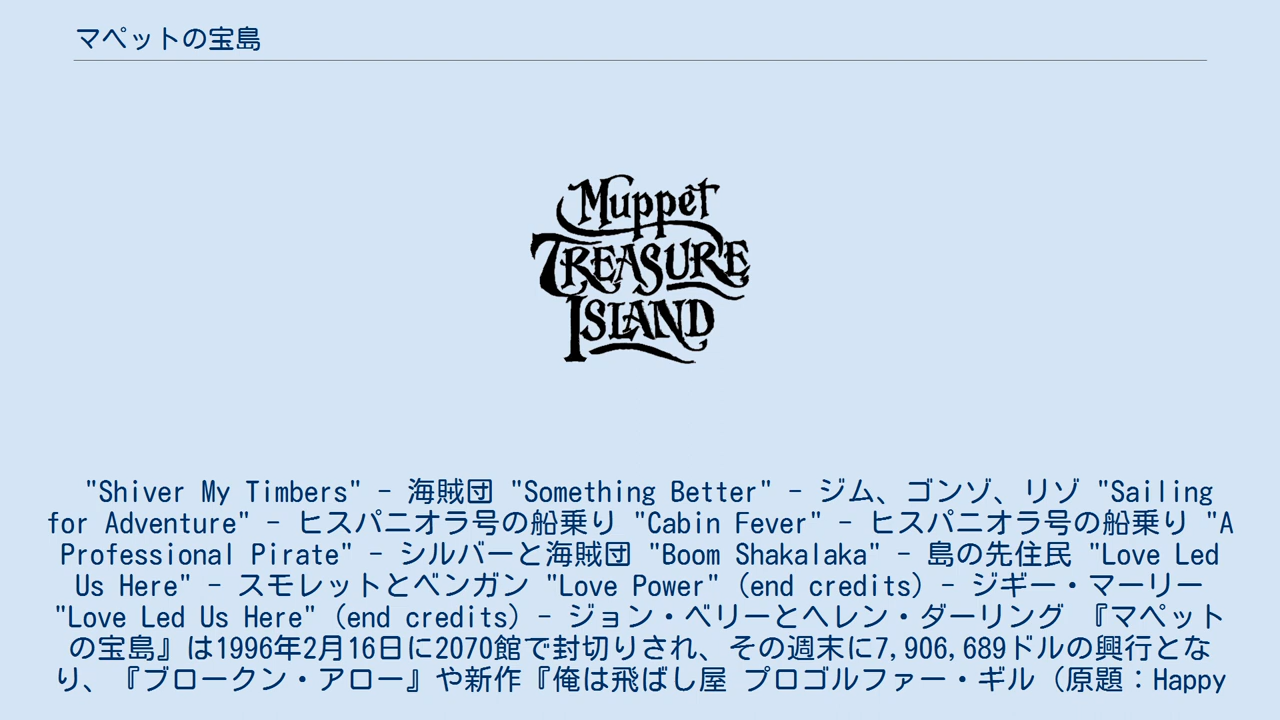 マペットの宝島
Muppet
TREASURE
ISLAND
"Shiver My Timbers" - 海賊団 "Something Better" - ジム、ゴンゾ、リゾ "Sailing
for Adventure" - ヒスパニオラ号の船乗り "Cabin Fever" - ヒスパニオラ号の船乗り "A
Professional Pirate" - シルバーと海賊団 "Boom Shakalaka" - 島の先住民 "Love Led
Us Here" - スモレットとベンガン "Love Power" (end credits) - ジギー・マーリー
"Love Led Us Here" (end credits) - ジョン・ベリーとヘレン・ダーリング 『マペット
の宝島』は1996年2月16日に2070館で封切りされ、その週末に7,906,689ドルの興行とな
り、『ブロークン・アロー』や新作『俺は飛ばし屋 プロゴルファー・ギル（原題：Happy